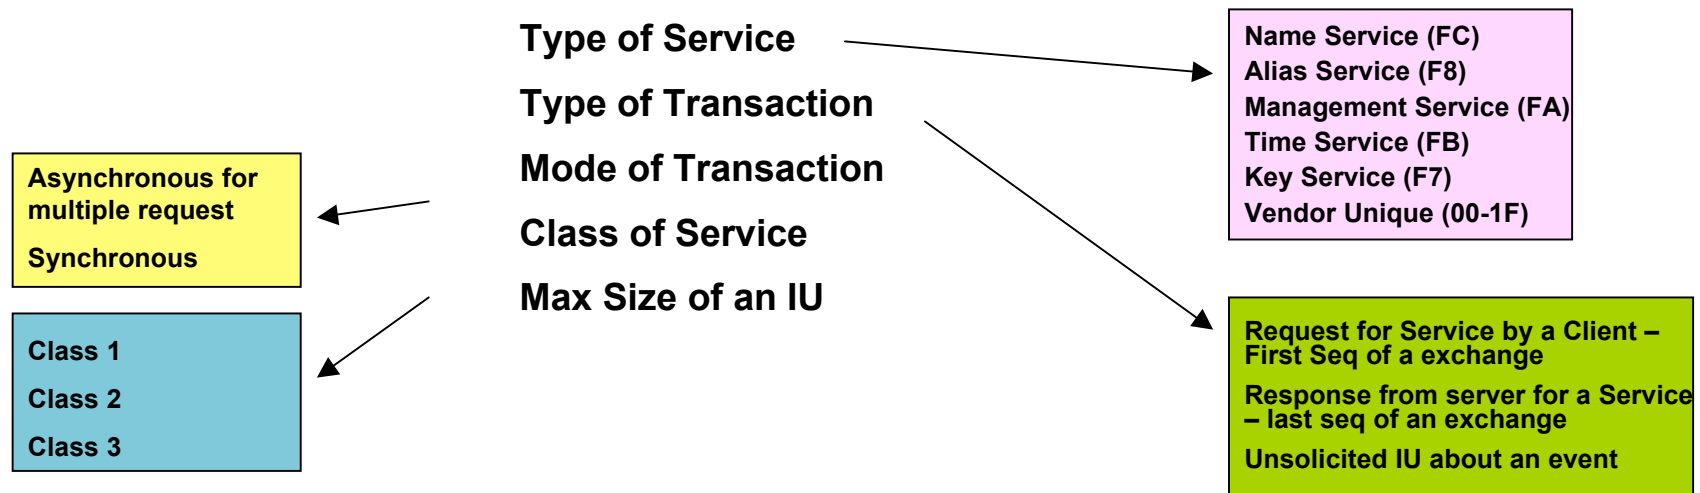 Type of Service
Type of Transaction
Mode of Transaction
Class of Service
Max Size of an IU
Name Service (FC)
Alias Service (F8)
Management Service (FA)
Time Service (FB)
Key Service (F7)
Vendor Unique (00-1F)
Asynchronous for
multiple request
Synchronous
Class 1
Class 2
Class 3
Request for Service by a Client –
First Seq of a exchange
Response from server for a Service
– last seq of an exchange
Unsolicited IU about an event